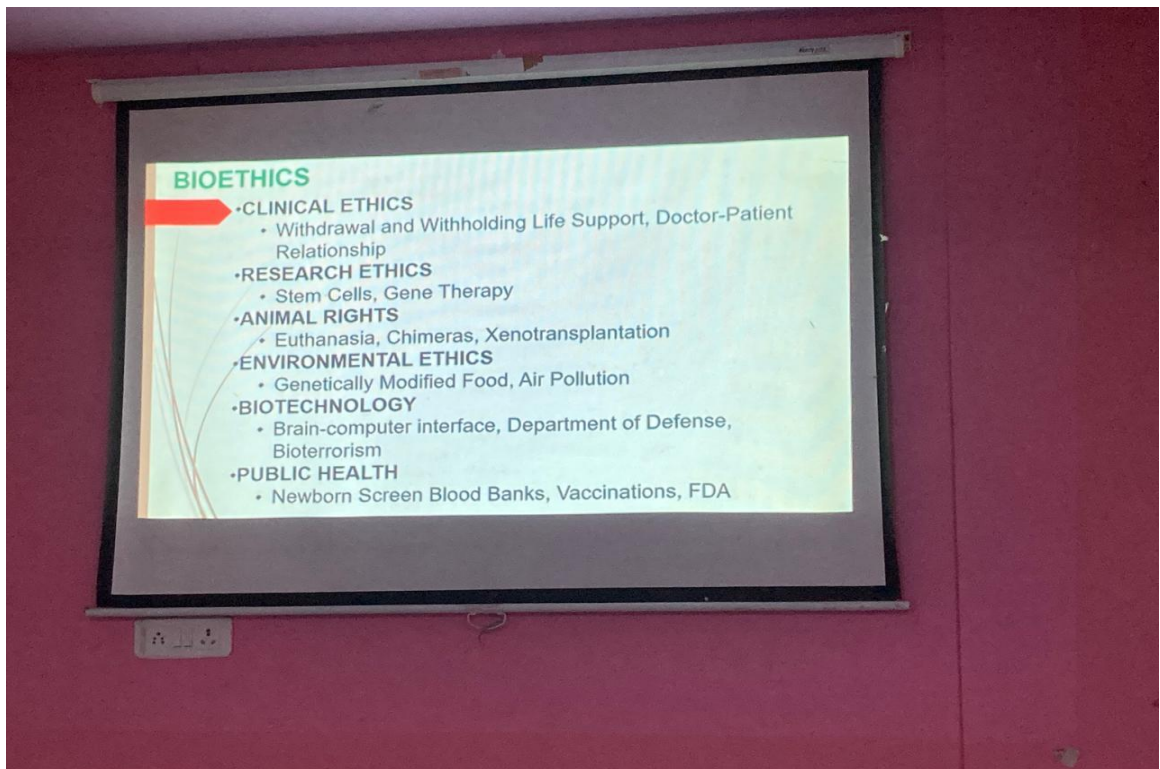 BIOETHICS
•CLINICAL ETHICS
• Withdrawal and Withholding Life Support, Doctor-Patient
Relationship
•RESEARCH ETHICS
• Stem Cells, Gene Therapy
•ANIMAL RIGHTS
• Euthanasia, Chimeras, Xenotransplantation
•ENVIRONMENTAL ETHICS
• Genetically Modified Food, Air Pollution
•BIOTECHNOLOGY
• Brain-computer interface, Department of Defense,
Bioterrorism
•PUBLIC HEALTH
• Newborn Screen Blood Banks, Vaccinations, FDA